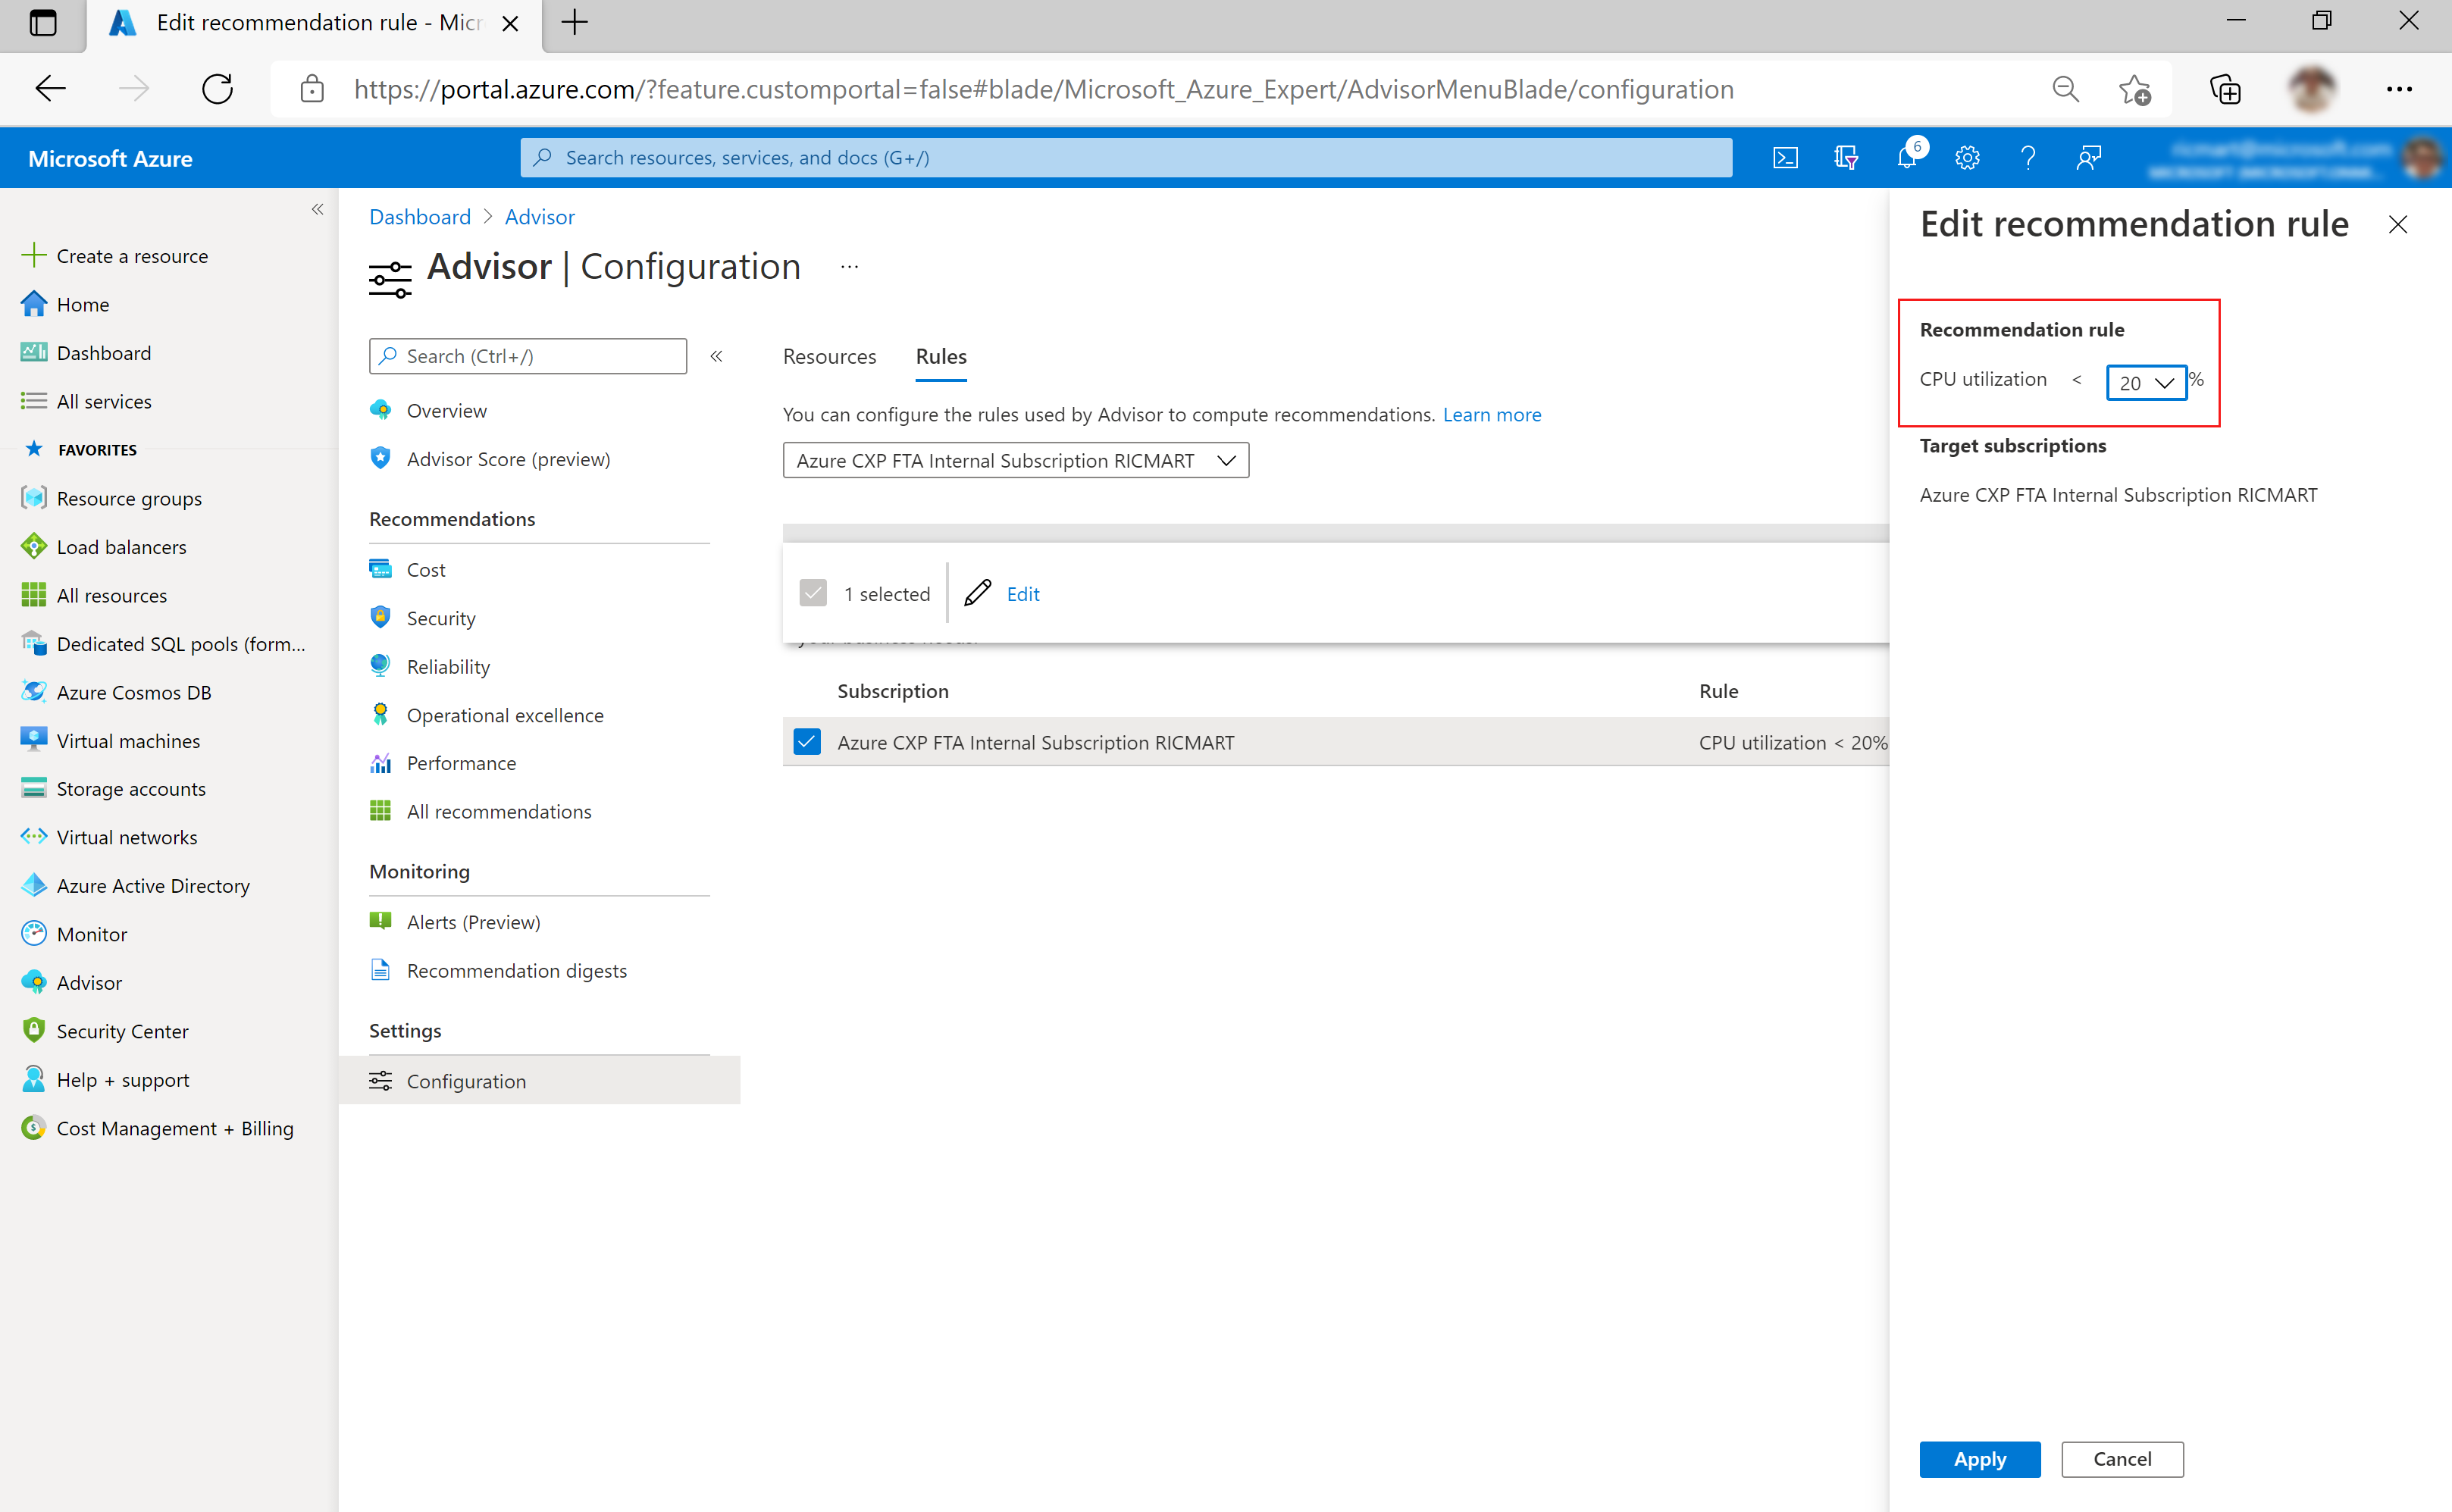 Edit recommendation rule - Micr
https://portal.azure.com/?feature.customportal=false#blade/Microsoft_Azure_Expert/AdvisorMenuBlade/configuration
Microsoft Azure
Search resources, services, and docs (G+/)
6
ricmart@microsoft.com
Create a resource
Home
Dashboard
All services
FAVORITES
Resource groups
Load balancers
All resources
Dedicated SQL pools (form...
Azure Cosmos DB
Virtual machines
Storage accounts
Virtual networks
Azure Active Directory
Monitor
Advisor
Security Center
Help + support
Cost Management + Billing
Dashboard > Advisor
Advisor | Configuration ...
Search (Ctrl+/)
Overview
Advisor Score (preview)
Recommendations
Cost
Security
Reliability
Operational excellence
Performance
All recommendations
Monitoring
Alerts (Preview)
Recommendation digests
Settings
Configuration
Resources Rules
You can configure the rules used by Advisor to compute recommendations. Learn more
Azure CXP FTA Internal Subscription RICMART
1 selected Edit
your business needs.
Subscription Rule
Azure CXP FTA Internal Subscription RICMART CPU utilization < 20%
Edit recommendation rule
Recommendation rule
CPU utilization < 20 %
Target subscriptions
Azure CXP FTA Internal Subscription RICMART
Apply Cancel